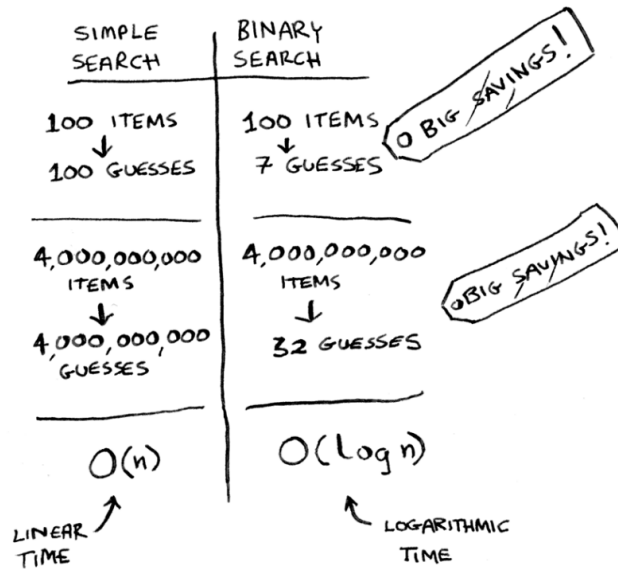 SIMPLE
SEARCH
BINARY
SEARCH
100 ITEMS
100 GUESSES
100 ITEMS
7 GUESSES
BIG SAVINGS!
4,000,000,000
ITEMS
4,000,000,000
GUESSES
4,000,000,000
ITEMS
32 GUESSES
BIG SAVINGS!
O(n)
O(log n)
LINEAR
TIME
LOGARITHMIC
TIME